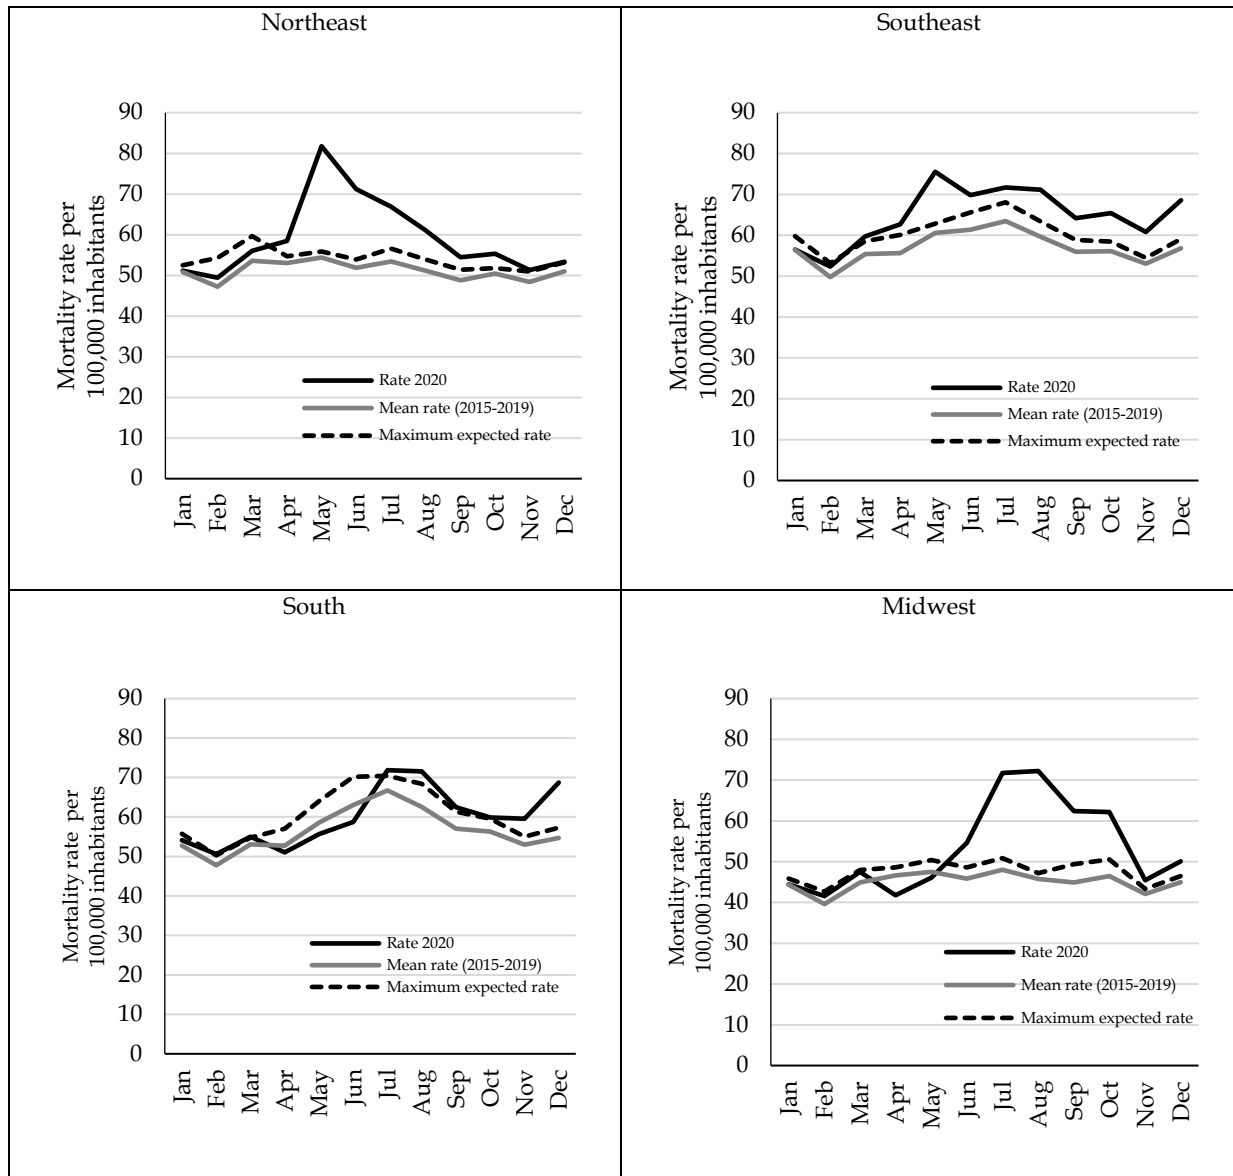 Northeast
Mortality rate per
100,000 inhabitants
90
80
70
60
50
40
30
20
10
0
Rate 2020
Mean rate (2015-2019)
Maximum expected rate
Jan
Feb
Mar
Apr
May
Jun
Jul
Aug
Sep
Oct
Nov
Dec
Southeast
Mortality rate per
100,000 inhabitants
90
80
70
60
50
40
30
20
10
0
Rate 2020
Mean rate (2015-2019)
Maximum expected rate
Jan
Feb
Mar
Apr
May
Jun
Jul
Aug
Sep
Oct
Nov
Dec
South
Mortality rate per
100,000 inhabitants
90
80
70
60
50
40
30
20
10
0
Rate 2020
Mean rate (2015-2019)
Maximum expected rate
Jan
Feb
Mar
Apr
May
Jun
Jul
Aug
Sep
Oct
Nov
Dec
Midwest
Mortality rate per
100,000 inhabitants
90
80
70
60
50
40
30
20
10
0
Rate 2020
Mean rate (2015-2019)
Maximum expected rate
Jan
Feb
Mar
Apr
May
Jun
Jul
Aug
Sep
Oct
Nov
Dec